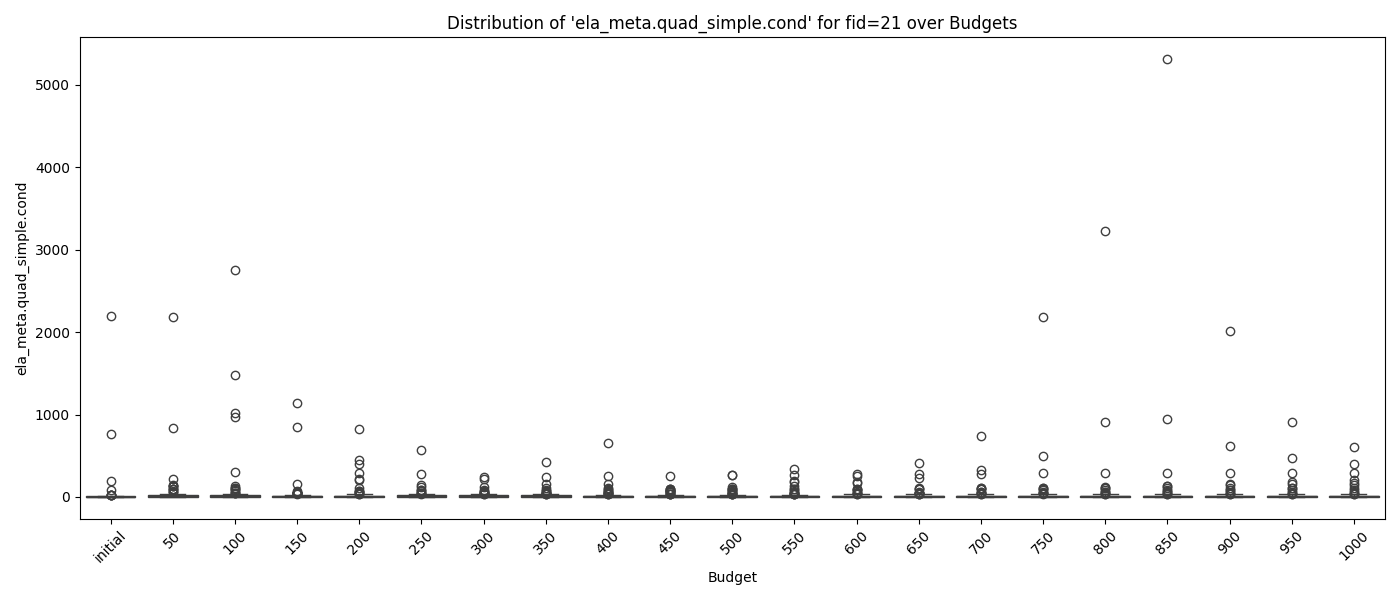 Distribution of 'ela_meta.quad_simple.cond' for fid=21 over Budgets
ela_meta.quad_simple.cond
5000
4000
3000
2000
1000
0
initial 50 100 150 200 250 300 350 400 450 500 550 600 650 700 750 800 850 900 950 1000
Budget